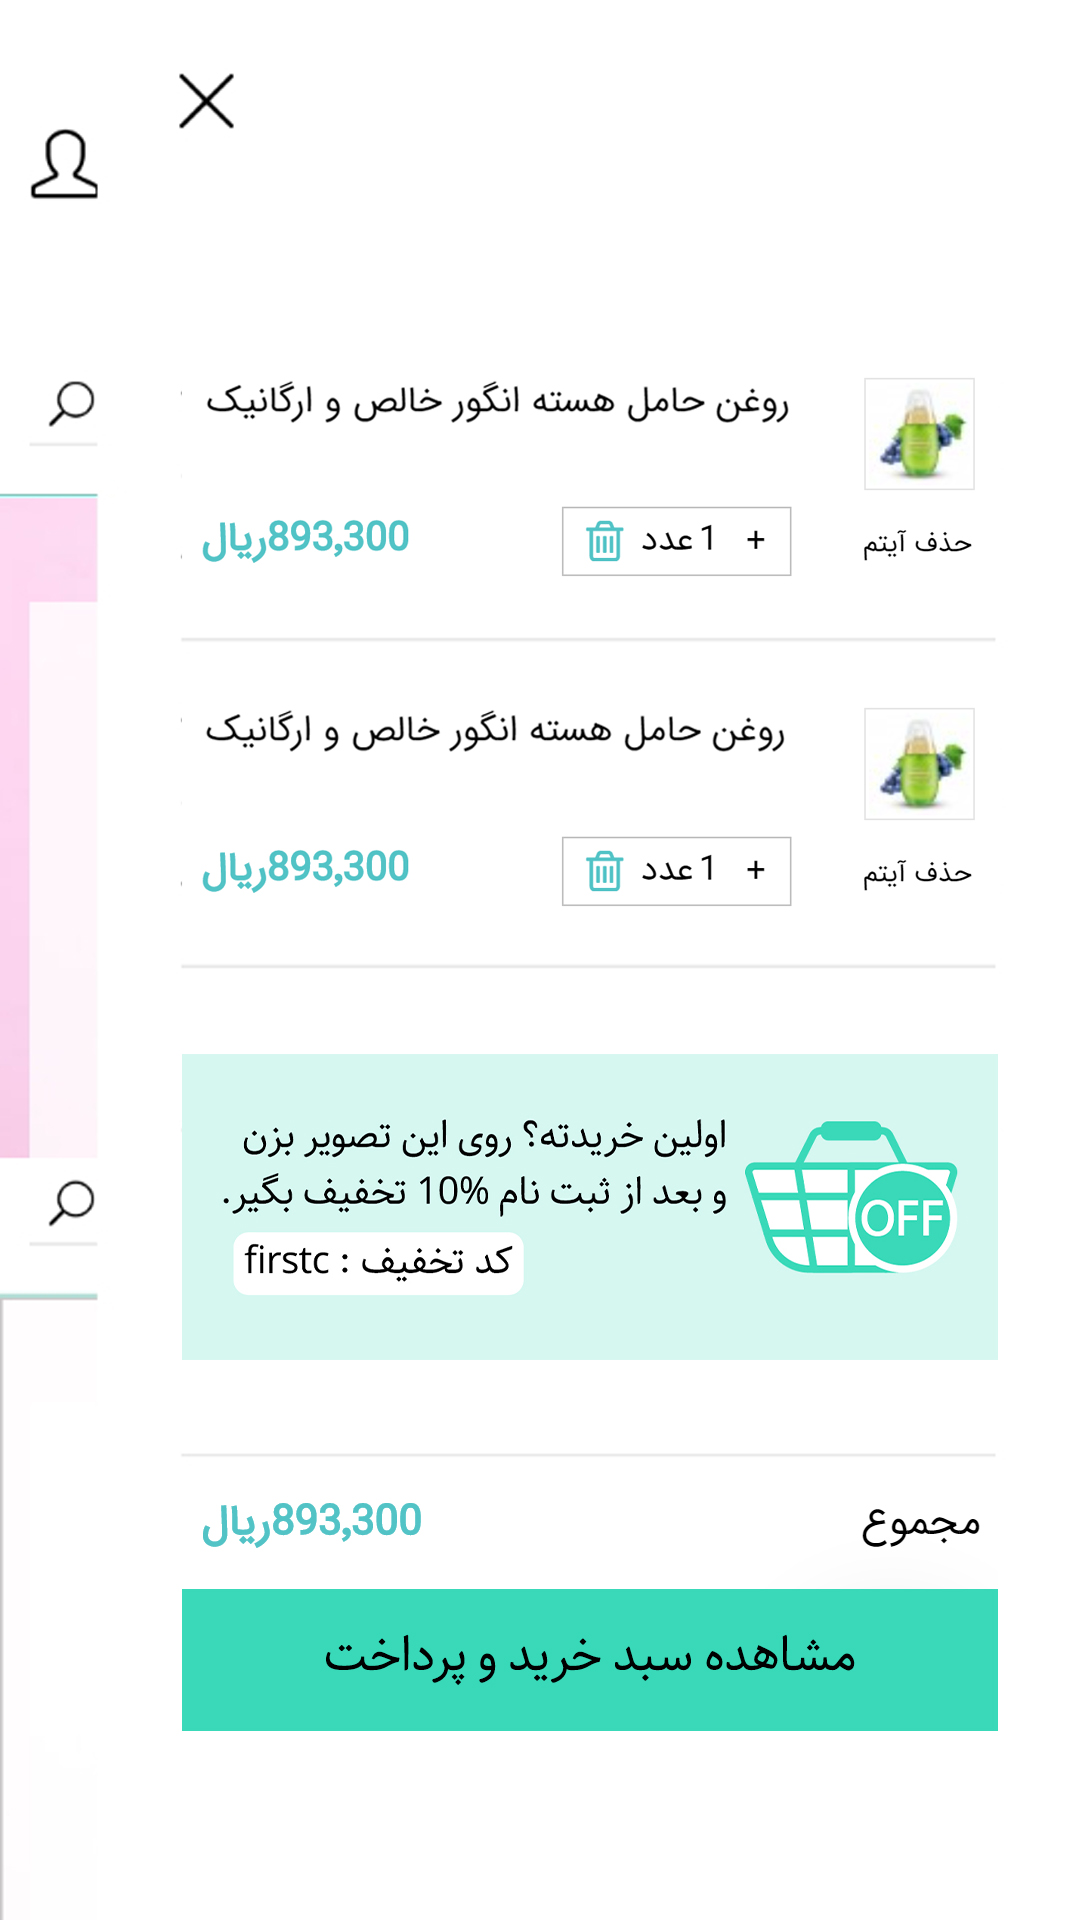 روغن حامل هسته انگور خالص و ارگانیک
حذف آیتم
+ 1 عدد
893,300ریال
روغن حامل هسته انگور خالص و ارگانیک
حذف آیتم
+ 1 عدد
893,300ریال
اولین خریدته؟ روی این تصویر بزن
و بعد از ثبت نام 10% تخفیف بگیر.
کد تخفیف : firstc
OFF
مجموع
893,300ریال
مشاهده سبد خرید و پرداخت